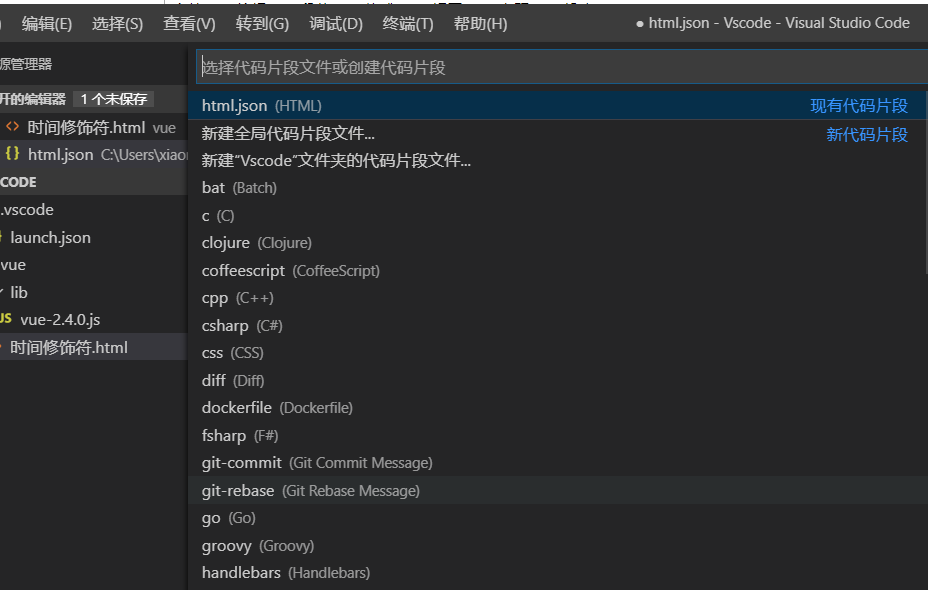 编辑(E) 选择(S) 查看(V) 转到(G) 调试(D) 终端(T) 帮助(H) ● html.json - Vscode - Visual Studio Code
源管理器
选择代码片段文件或创建代码片段
开的编辑器 1 个未保存
html.json (HTML) 现有代码片段
<> 时间修饰符.html vue
新建全局代码片段文件... 新代码片段
{} html.json C:\Users\xiao
新建"Vscode"文件夹的代码片段文件...
CODE
bat (Batch)
.vscode
c (C)
launch.json
clojure (Clojure)
vue
coffeescript (CoffeeScript)
lib
cpp (C++)
JS vue-2.4.0.js
csharp (C#)
时间修饰符.html
css (CSS)
diff (Diff)
dockerfile (Dockerfile)
fsharp (F#)
git-commit (Git Commit Message)
git-rebase (Git Rebase Message)
go (Go)
groovy (Groovy)
handlebars (Handlebars)